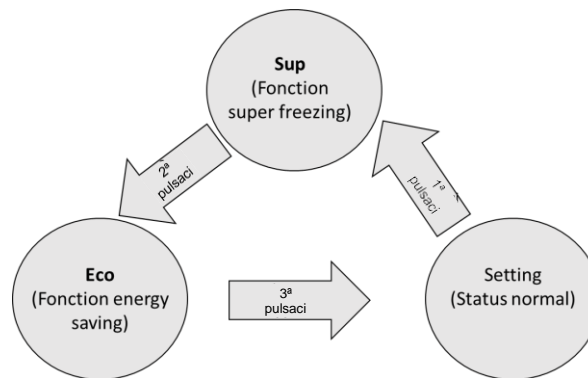 Sup
(Fonction
super freezing)
2ª
pulsaci
1ª
pulsaci
Eco
(Fonction energy
saving)
3ª
pulsaci
Setting
(Status normal)